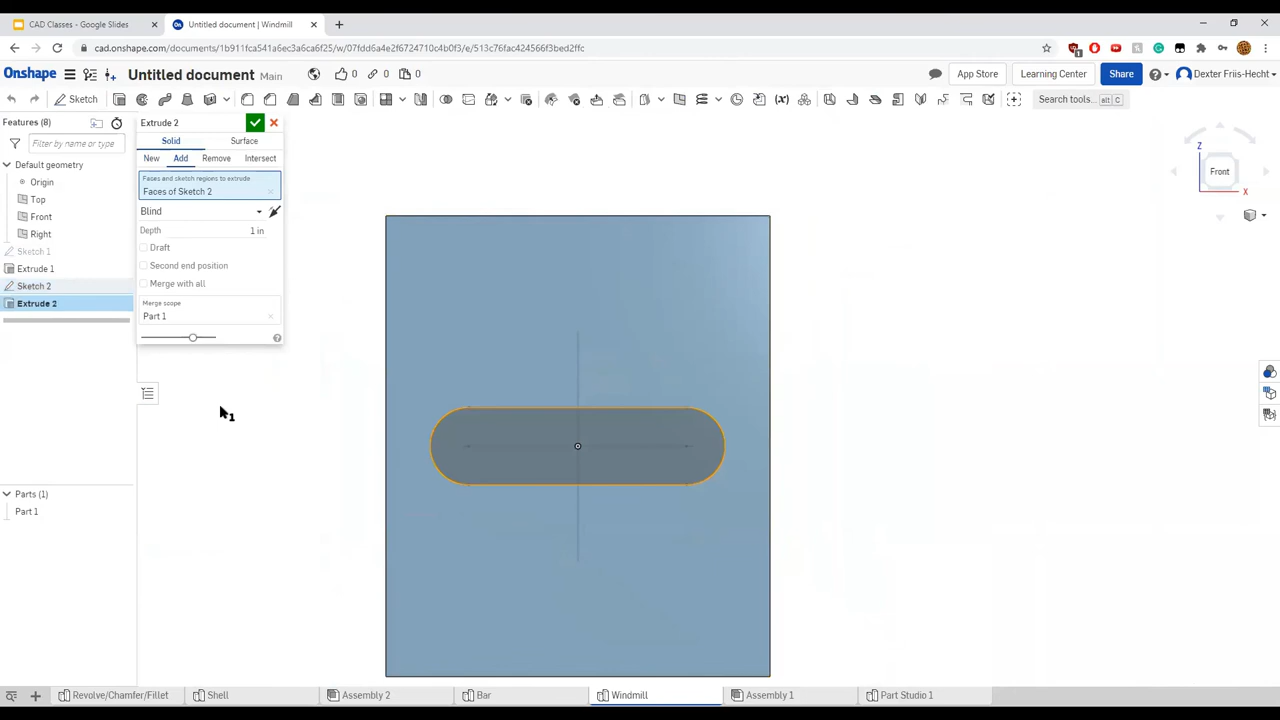 CAD Classes - Google Slides
Untitled document | Windmill
cad.onshape.com/documents/1b911fca541a6ec3a6ca6f25/w/07fdd6a4e2f6724710c4b0f3/e/513c76fac424566f3bed2ffc
Onshape
Untitled document
Main
0
0
0
App Store
Learning Center
Share
Dexter Friis-Hecht
Sketch
Search tools...
alt C
Features (8)
Filter by name or type
Default geometry
Origin
Top
Front
Right
Sketch 1
Extrude 1
Sketch 2
Extrude 2
Parts (1)
Part 1
Extrude 2
Solid
Surface
New
Add
Remove
Intersect
Faces and sketch regions to extrude
Faces of Sketch 2
Blind
Depth
1 in
Draft
Second end position
Merge with all
Merge scope
Part 1
1
Z
Front
X
Revolve/Chamfer/Fillet
Shell
Assembly 2
Bar
Windmill
Assembly 1
Part Studio 1